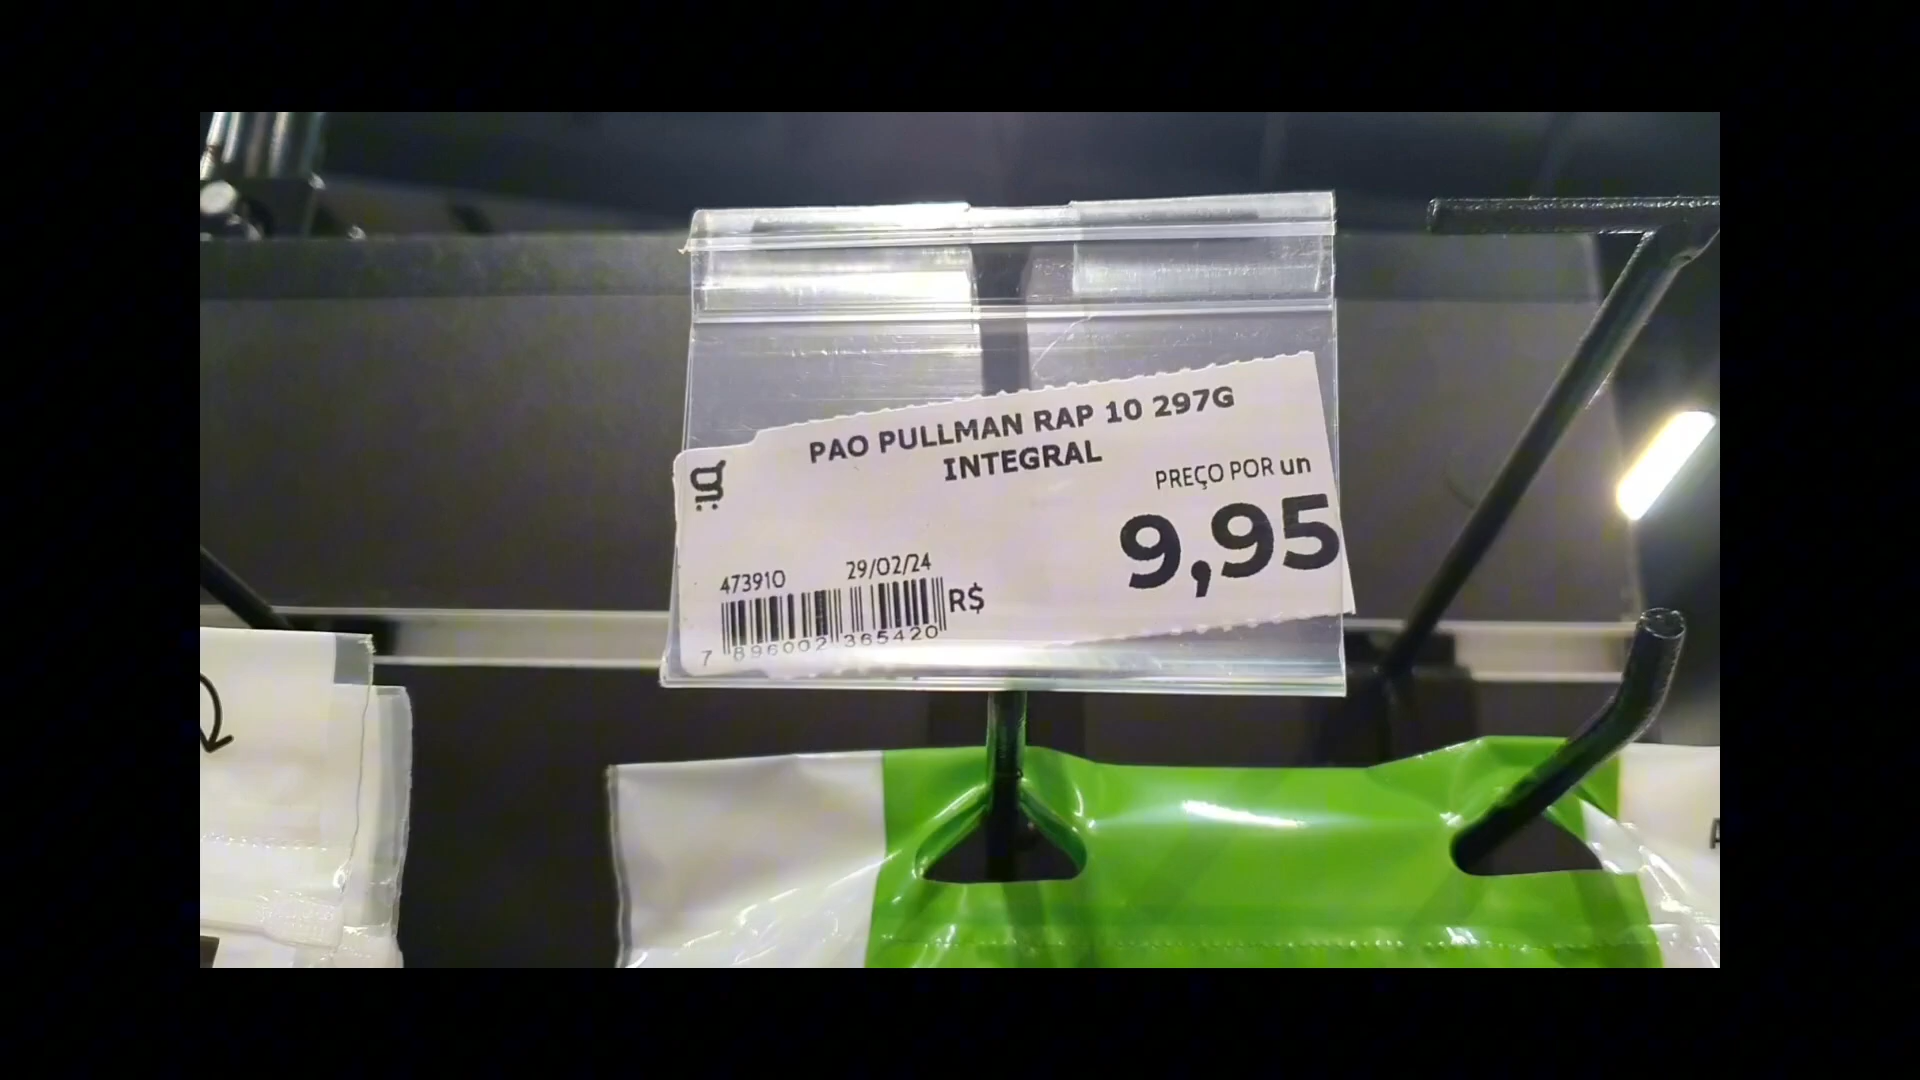 PAO PULLMAN RAP 10 297G
INTEGRAL
PREÇO POR un
9,95
473910 29/02/24
R$
7 896002 365420